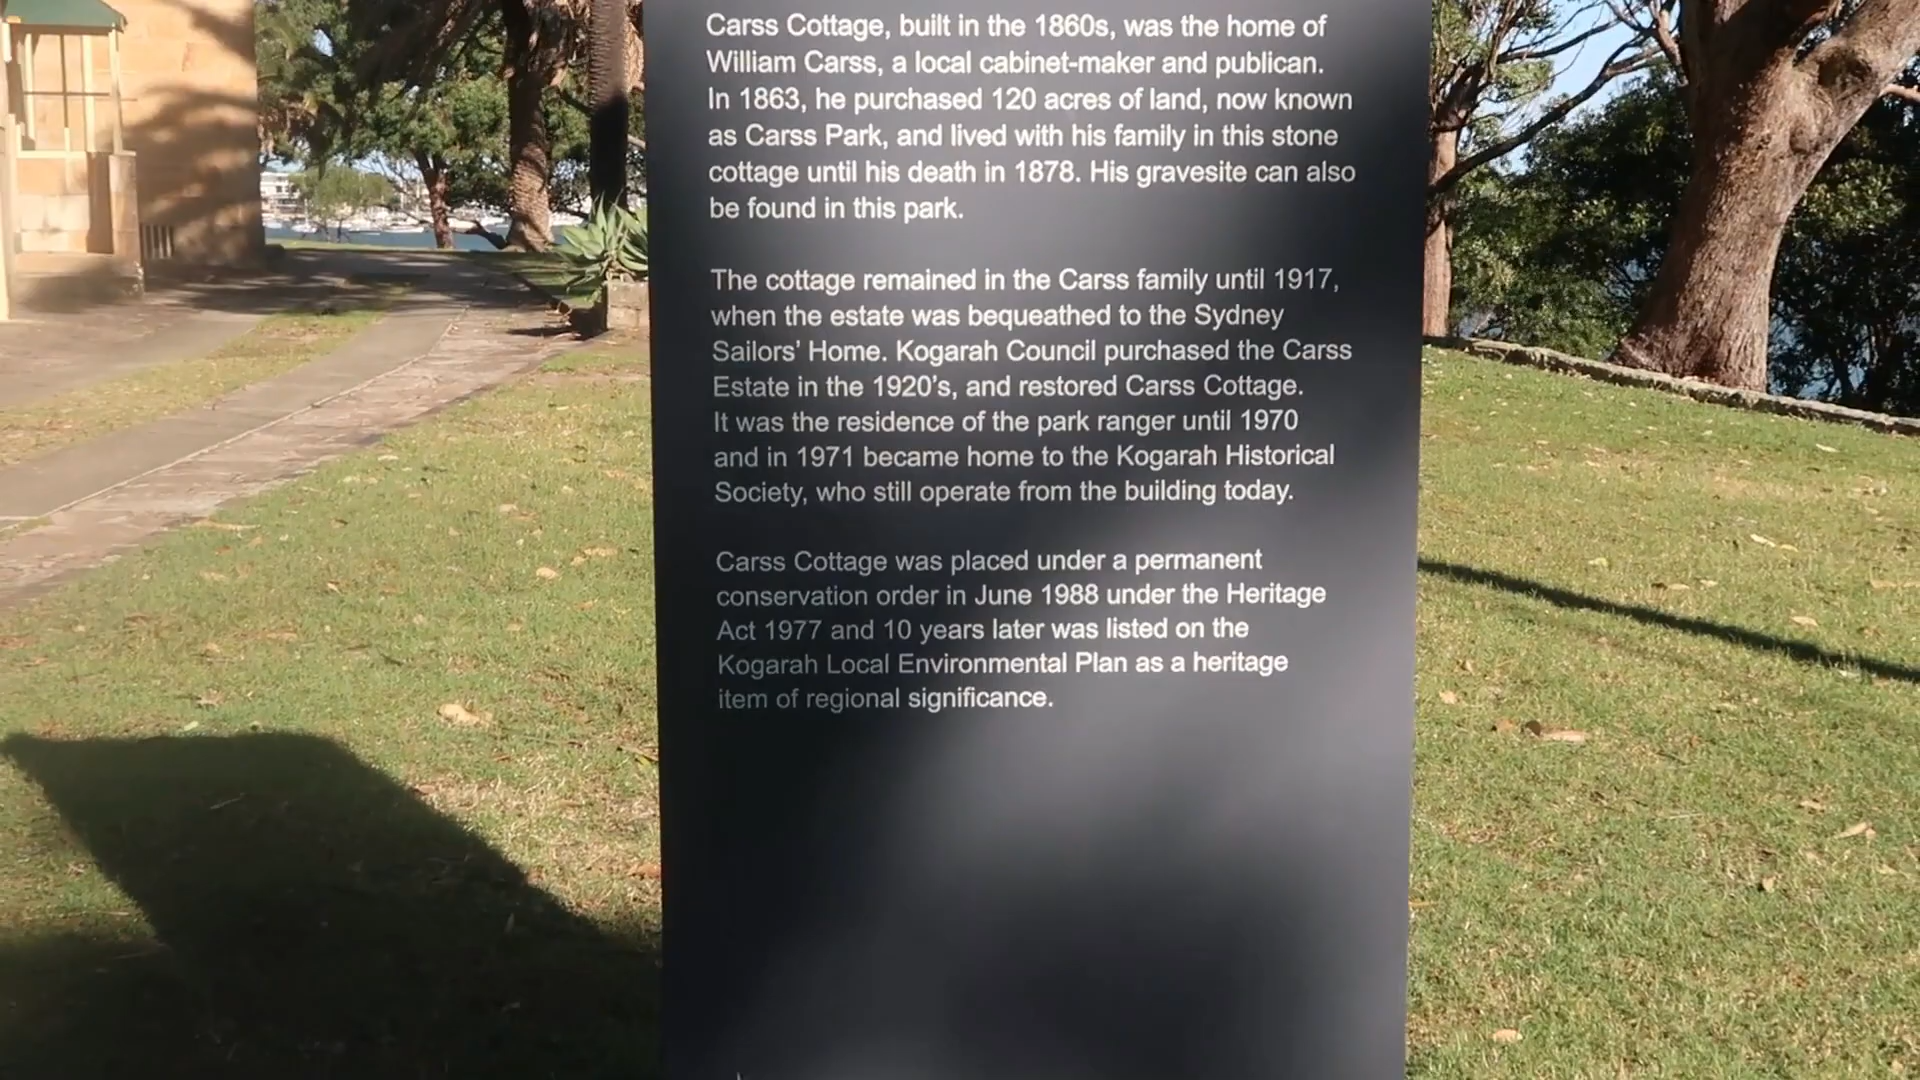 Carss Cottage, built in the 1860s, was the home of
William Carss, a local cabinet-maker and publican.
In 1863, he purchased 120 acres of land, now known
as Carss Park, and lived with his family in this stone
cottage until his death in 1878. His gravesite can also
be found in this park.
The cottage remained in the Carss family until 1917,
when the estate was bequeathed to the Sydney
Sailors’ Home. Kogarah Council purchased the Carss
Estate in the 1920’s, and restored Carss Cottage.
It was the residence of the park ranger until 1970
and in 1971 became home to the Kogarah Historical
Society, who still operate from the building today.
Carss Cottage was placed under a permanent
conservation order in June 1988 under the Heritage
Act 1977 and 10 years later was listed on the
Kogarah Local Environmental Plan as a heritage
item of regional significance.